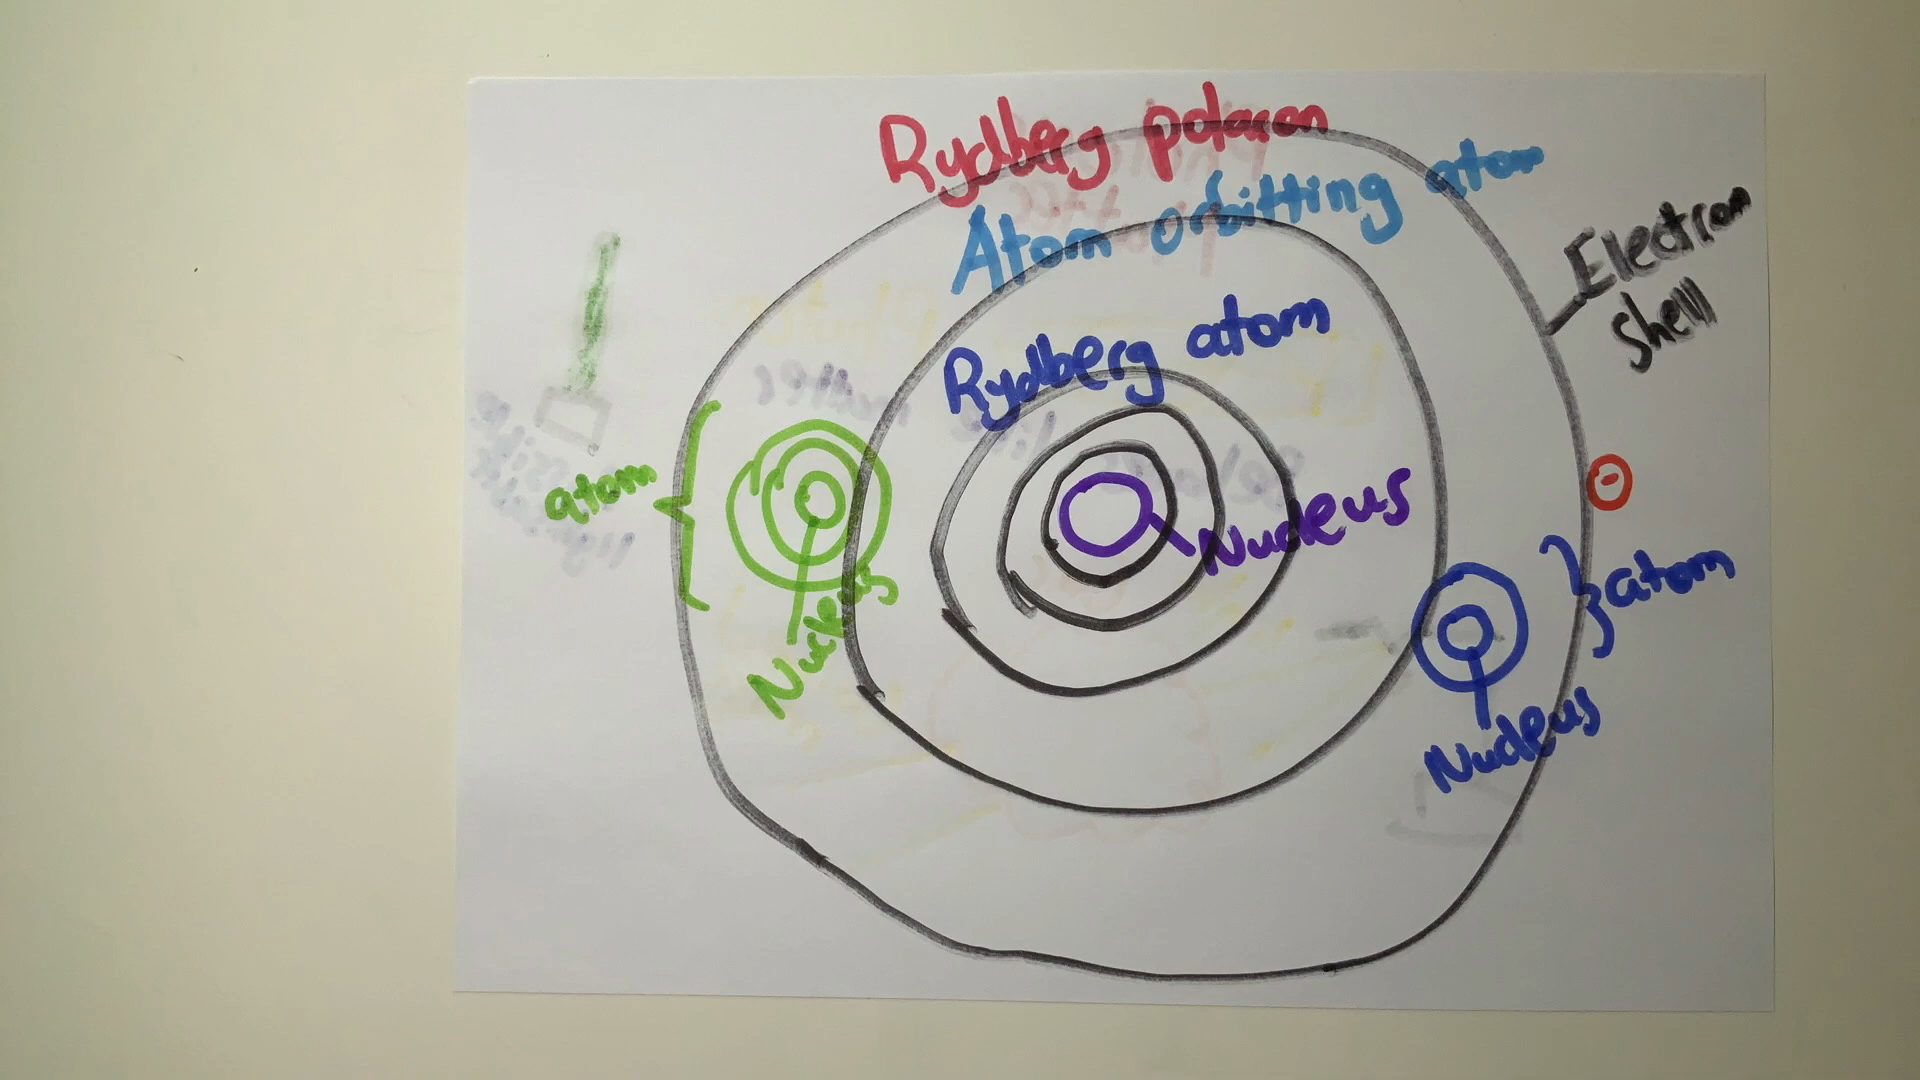 Rydberg polaron
Atom orbitting atom
Electron
shell
Rydberg atom
atom
Nucleus
Nucleus
-
atom
Nucleus